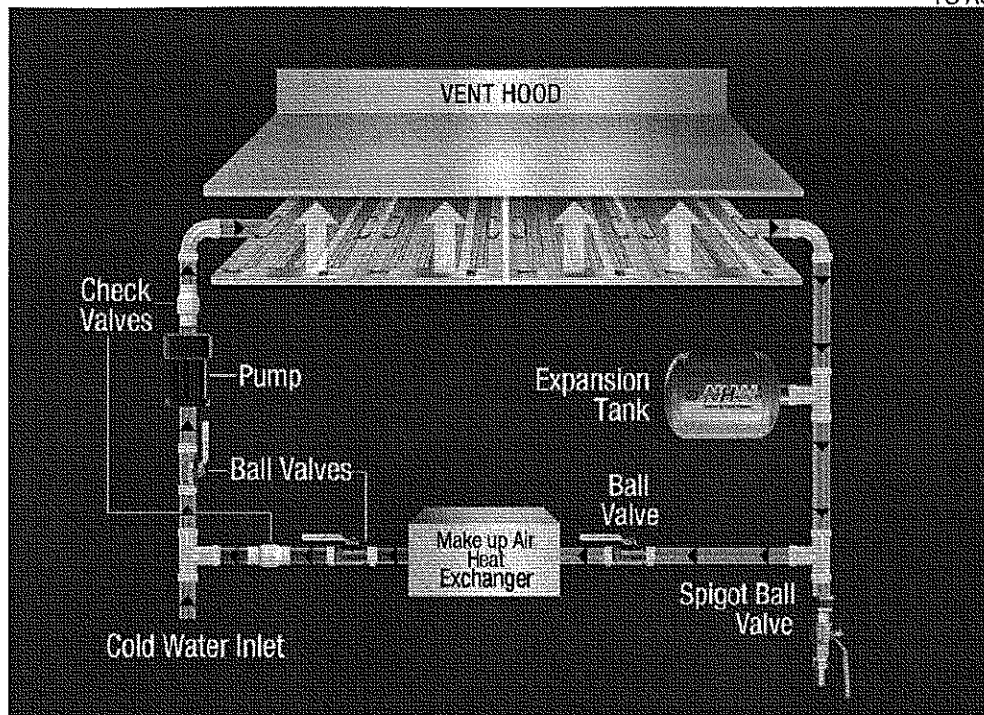 VENT HOOD
Check
Valves
Pump
Expansion
Tank
Ball Valves
Ball
Valve
Make up Air
Heat
Exchanger
Spigot Ball
Valve
Cold Water Inlet